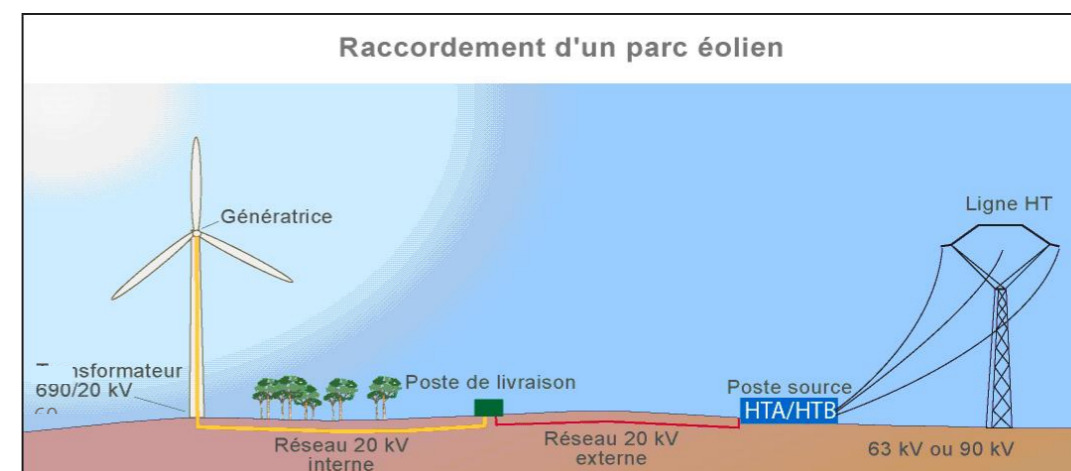 Raccordement d'un parc éolien
Génératrice
Ligne HT
nsformateur
690/20 kV
Poste de livraison
Poste source
HTA/HTB
Réseau 20 kV
interne
Réseau 20 kV
externe
63 kV ou 90 kV